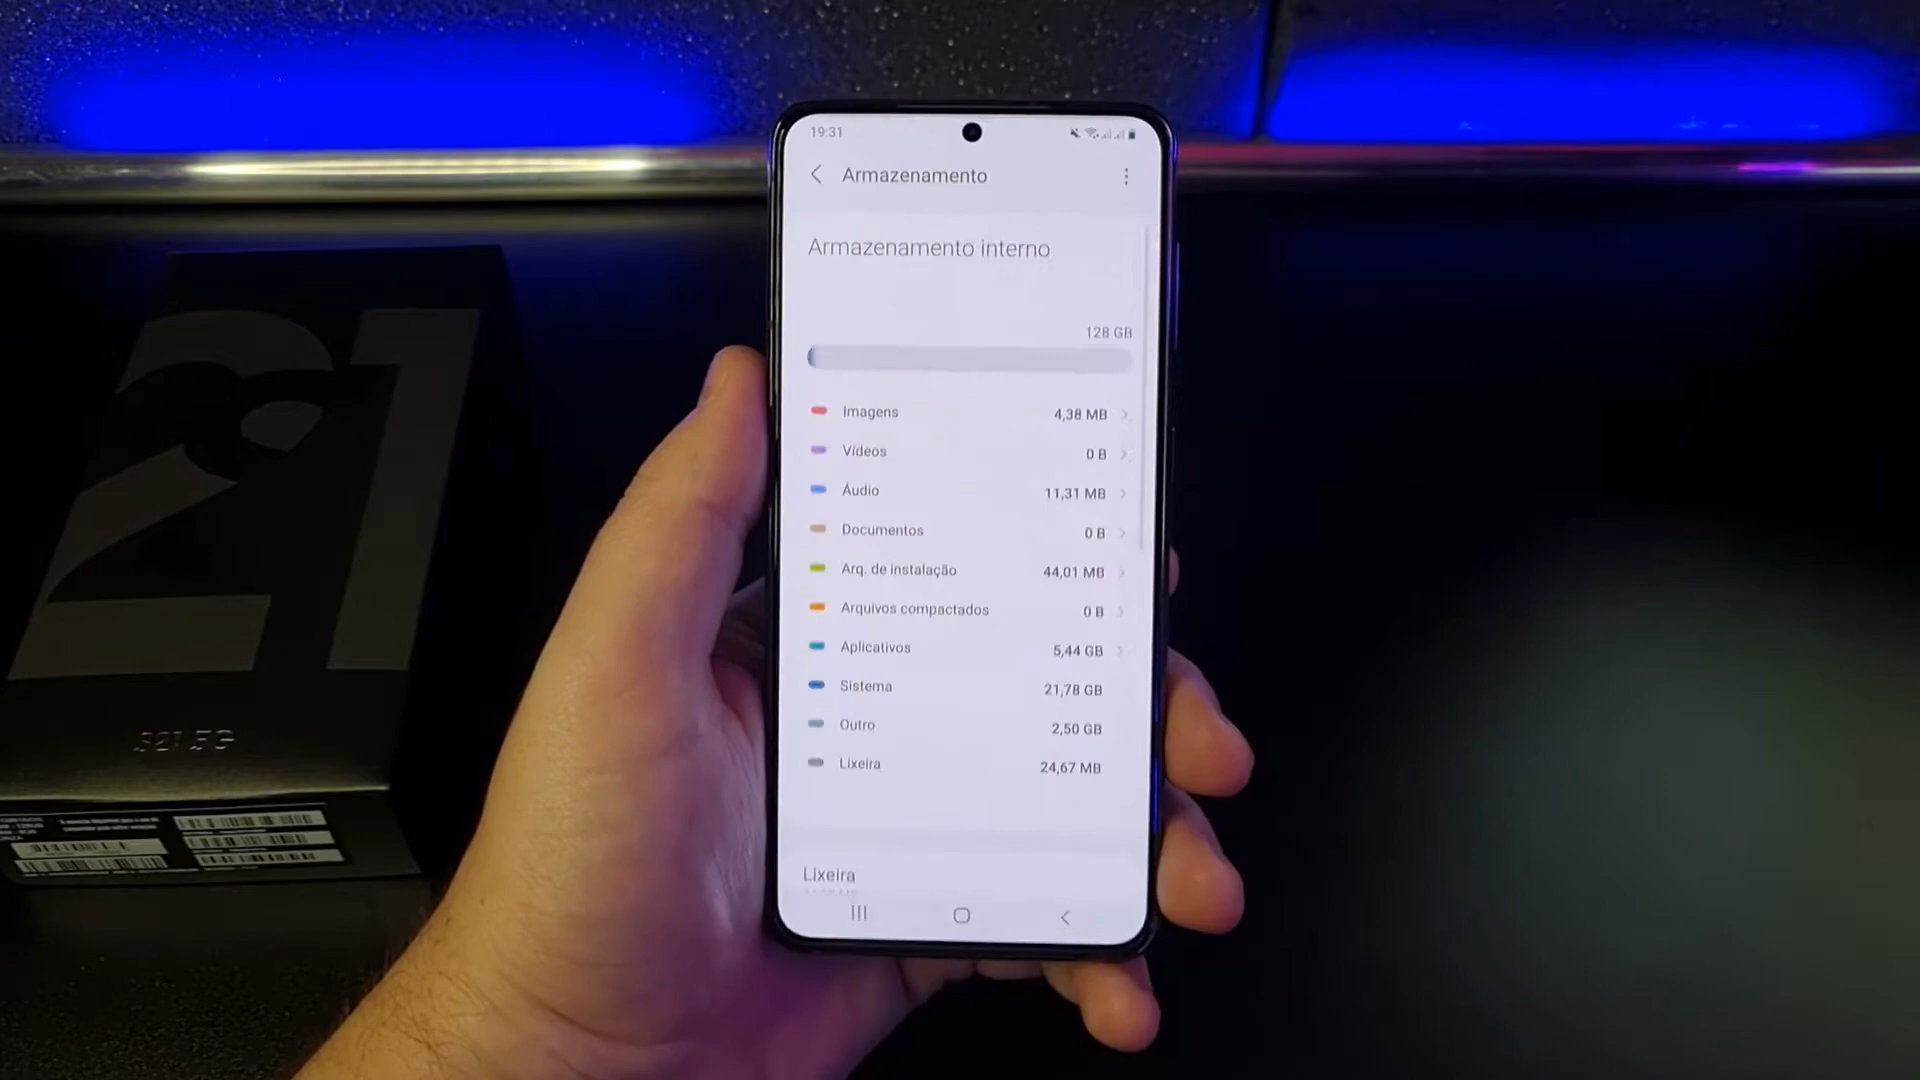 19:31
Armazenamento
Armazenamento interno
128 GB
Imagens 4,38 MB
Vídeos 0 B
Áudio 11,31 MB
Documentos 0 B
Arq. de instalação 44,01 MB
Arquivos compactados 0 B
Aplicativos 5,44 GB
Sistema 21,78 GB
Outro 2,50 GB
Lixeira 24,67 MB
Lixeira
21
S21 5G